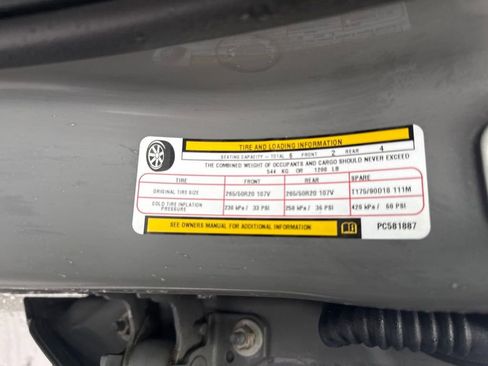 TIRE AND LOADING INFORMATION
SEATING CAPACITY - TOTAL 6 FRONT 2 REAR 4
THE COMBINED WEIGHT OF OCCUPANTS AND CARGO SHOULD NEVER EXCEED
544 KG OR 1200 LB
TIRE FRONT REAR SPARE
ORIGINAL TIRE SIZE 265/50R20 107V 265/50R20 107V T175/90D18 111M
COLD TIRE INFLATION PRESSURE 230 kPa / 33 PSI 250 kPa / 36 PSI 420 kPa / 60 PSI
SEE OWNERS MANUAL FOR ADDITIONAL INFORMATION PC581887